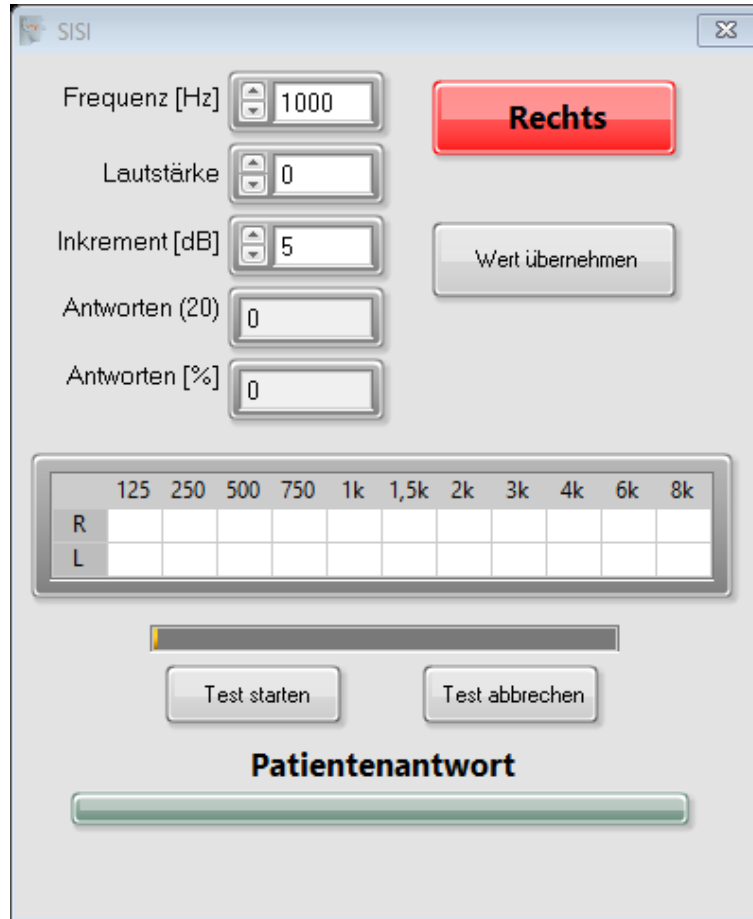 SISI
Frequenz [Hz] 1000
Rechts
Lautstärke 0
Inkrement [dB] 5
Wert übernehmen
Antworten (20) 0
Antworten [%] 0
125 250 500 750 1k 1,5k 2k 3k 4k 6k 8k
R
L
Test starten Test abbrechen
Patientenantwort